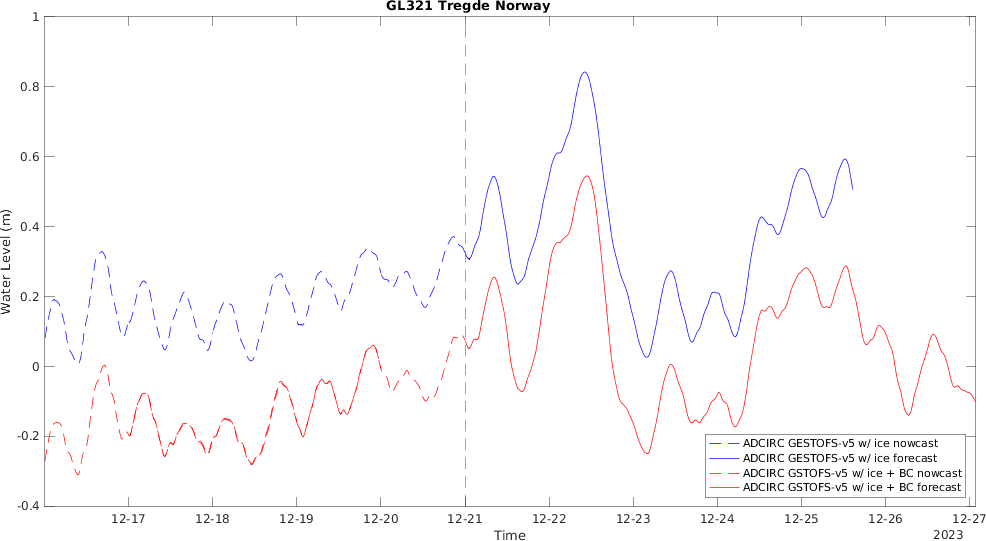 GL321 Tregde Norway
1
0.8
0.6
0.4
0.2
0
-0.2
-0.4
Water Level (m)
ADCIRC GESTOFS-v5 w/ ice nowcast
ADCIRC GESTOFS-v5 w/ ice forecast
ADCIRC GSTOFS-v5 w/ ice + BC nowcast
ADCIRC GSTOFS-v5 w/ ice + BC forecast
12-17 12-18 12-19 12-20 12-21 12-22 12-23 12-24 12-25 12-26 12-27
Time
2023